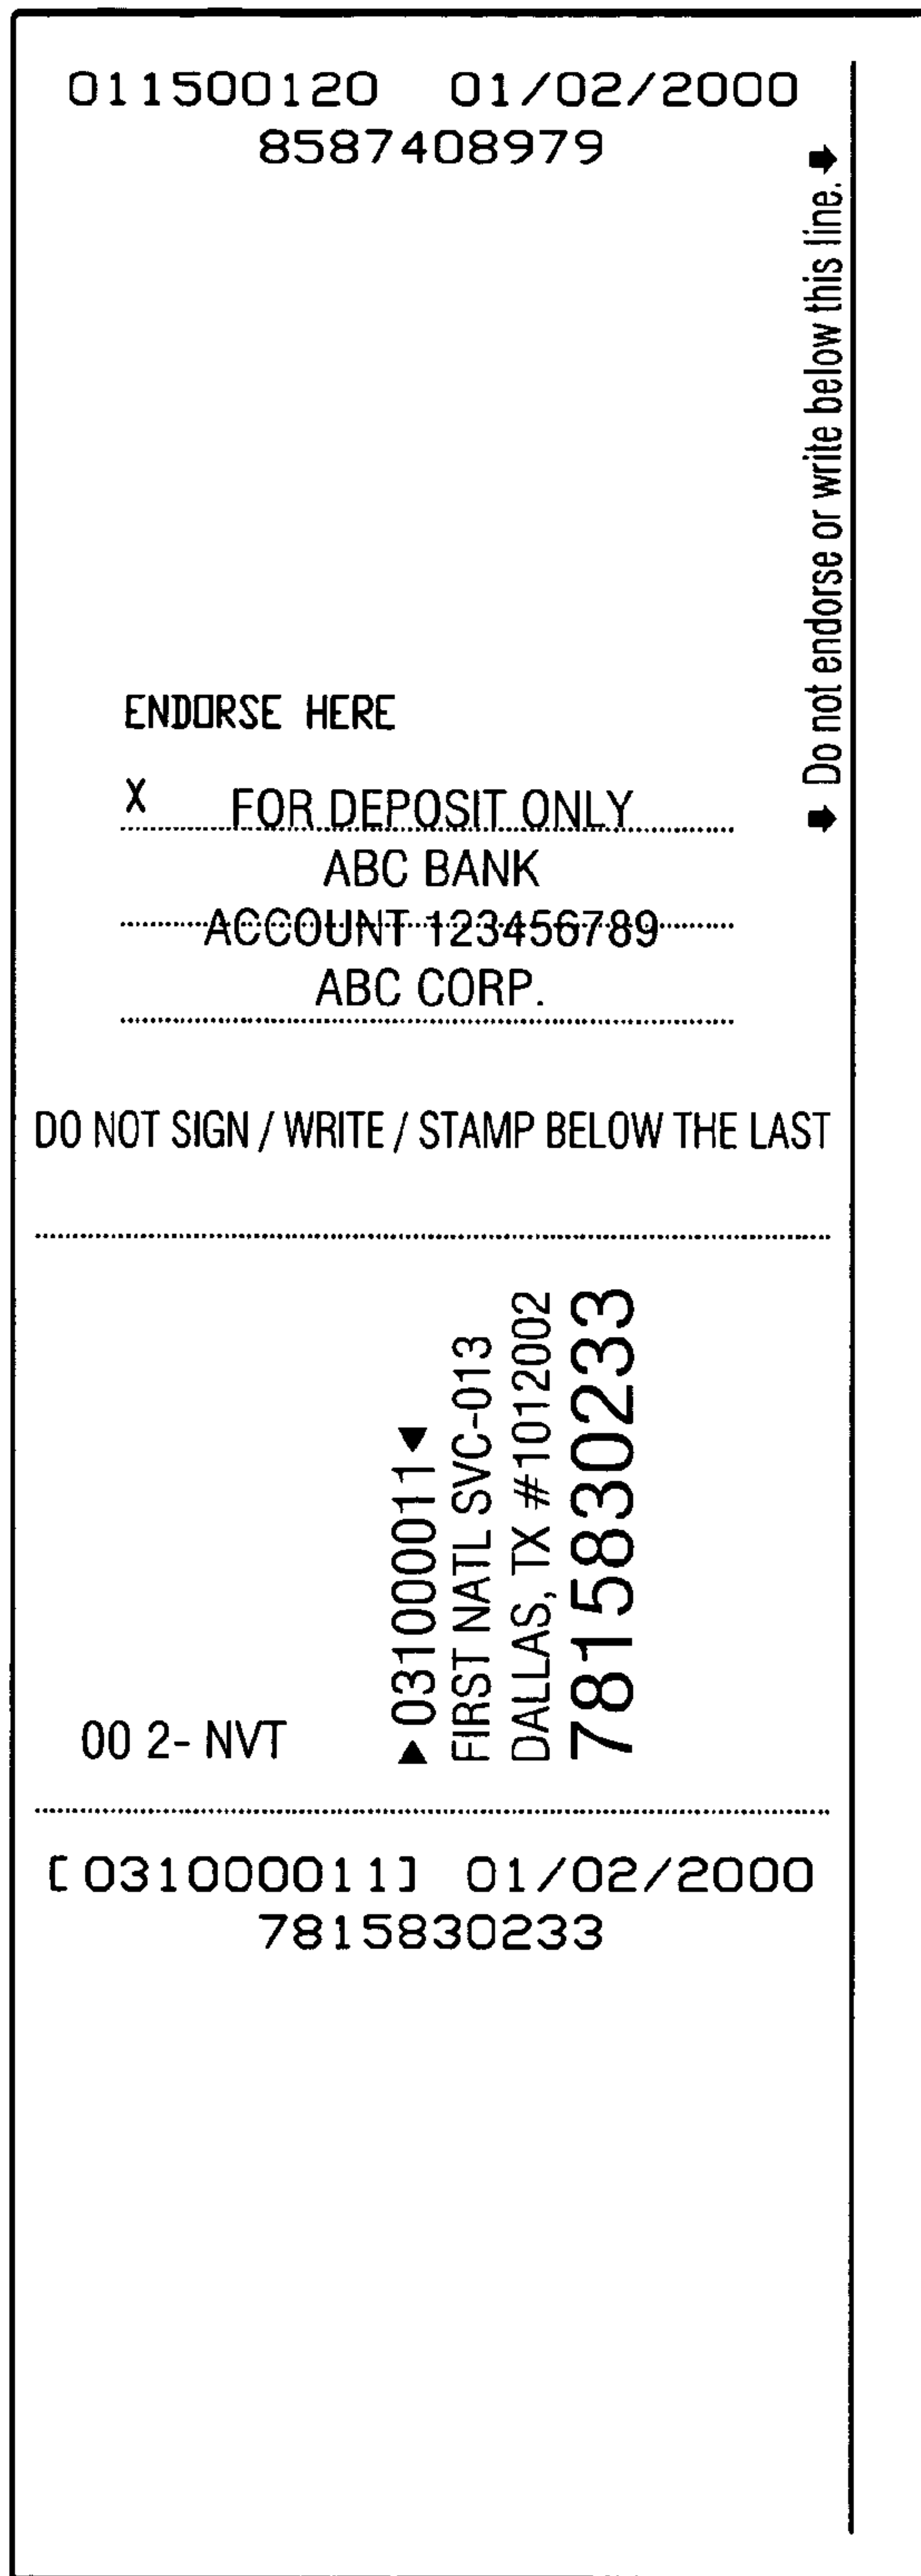 011500120 01/02/2000
8587408979
Do not endorse or write below this line.
ENDORSE HERE
X FOR DEPOSIT ONLY
ABC BANK
ACCOUNT 123456789
ABC CORP.
DO NOT SIGN / WRITE / STAMP BELOW THE LAST
►031000011◄
FIRST NATL SVC-013
DALLAS, TX #1012002
7815830233
00 2- NVT
[031000011] 01/02/2000
7815830233